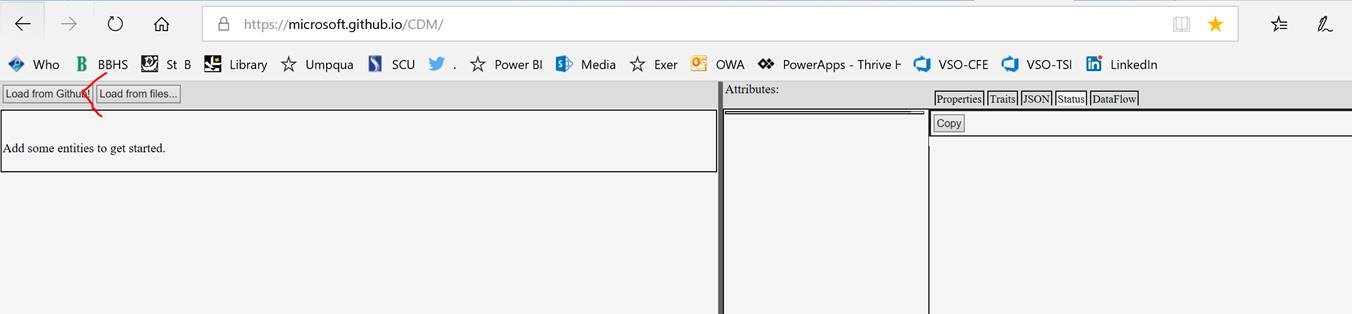 https://microsoft.github.io/CDM/
Who BBHS St B Library Umpqua SCU . Power BI Media Exer OWA PowerApps - Thrive H VSO-CFE VSO-TSI LinkedIn
Load from Github! Load from files... Attributes: Properties Traits JSON Status DataFlow
Copy
Add some entities to get started.